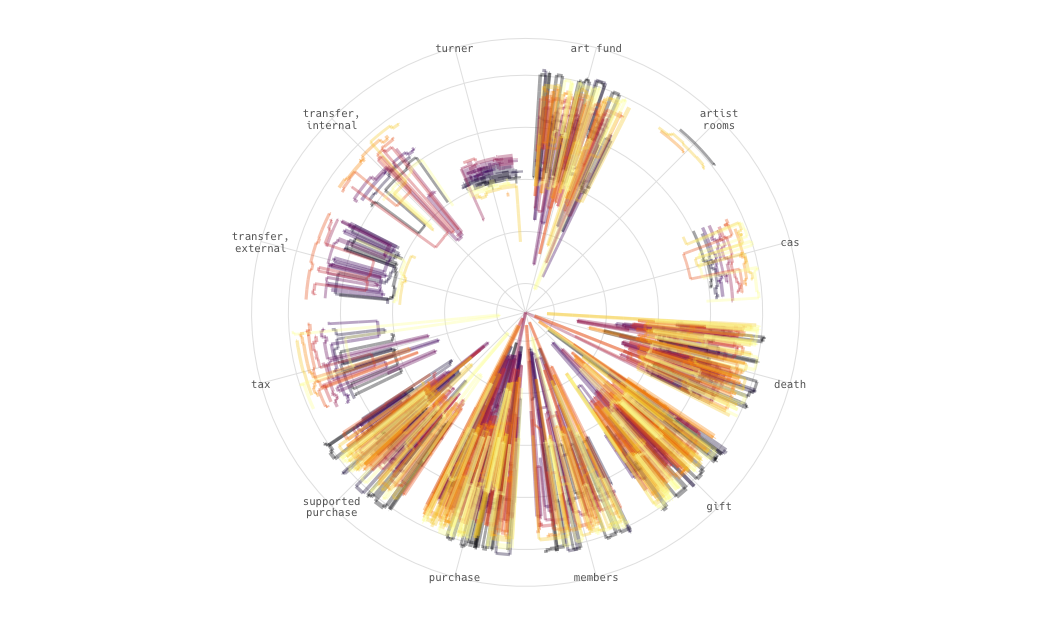 turner
art fund
transfer,
internal
artist
rooms
transfer,
external
cas
tax
death
supported
purchase
gift
purchase
members